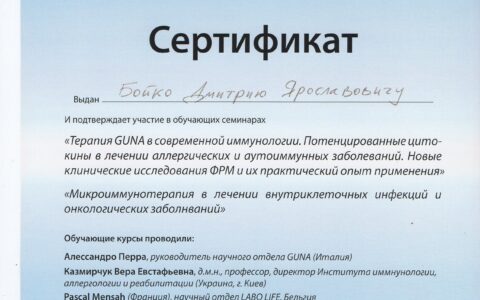 Сертификат
Выдан Бойко Дмитрию Ярославовичу
И подтверждает участие в обучающих семинарах
«Терапия GUNA в современной иммунологии. Потенцированные цито-
кины в лечении аллергических и аутоиммунных заболеваний. Новые
клинические исследования ФРМ и их практический опыт применения»
«Микроиммунотерапия в лечении внутриклеточных инфекций и
онкологических заболнваний»
Обучающие курсы проводили:
Алессандро Перра, руководитель научного отдела GUNA (Италия)
Казмирчук Вера Евстафьевна, д.м.н., профессор, директор Института иммунологии,
аллергологии и реабилитации (Украина, г. Киев)
Pascal Mensah (Франция), научный отдел LABO LIFE, Бельгия